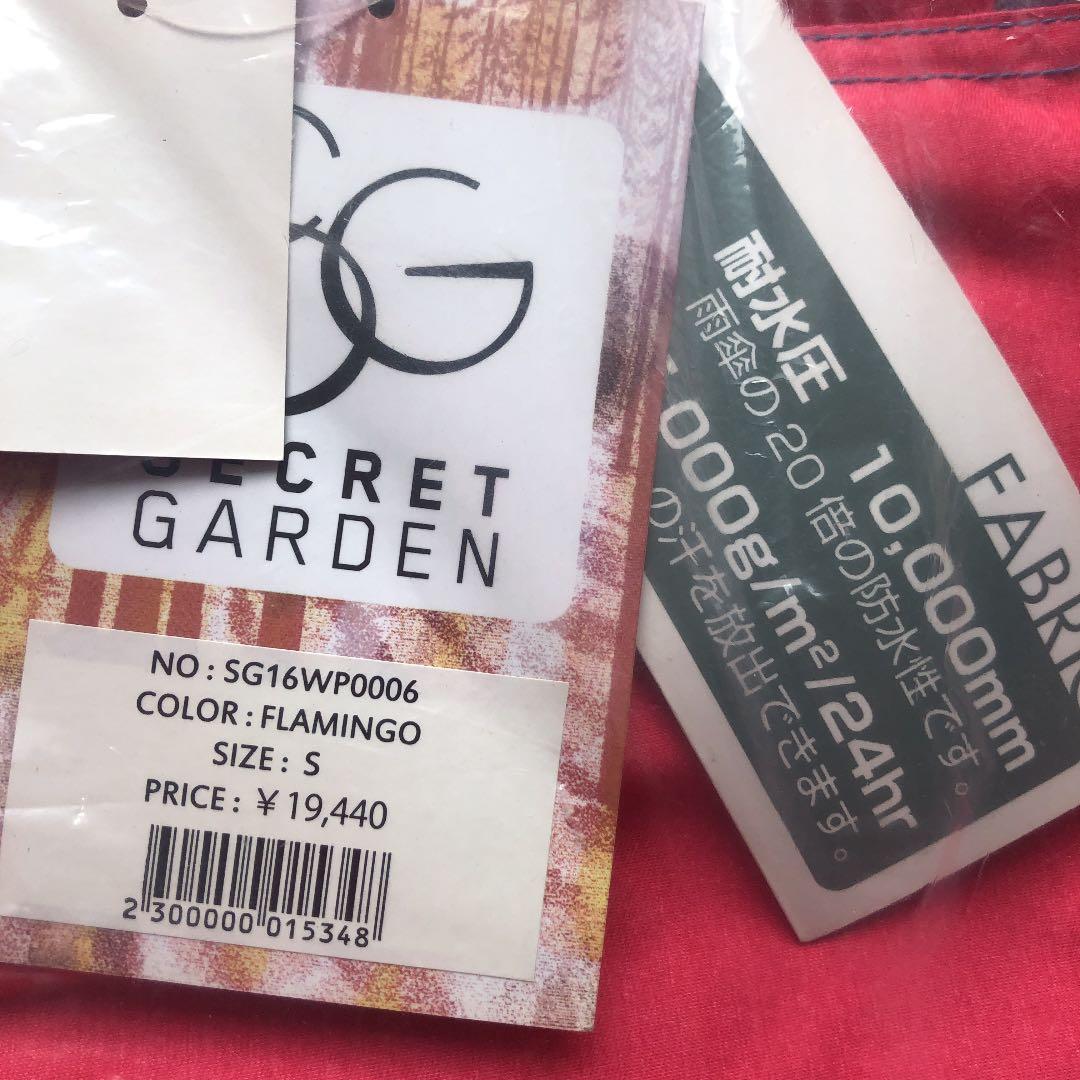 SG
SECRET
GARDEN
NO: SG16WP0006
COLOR: FLAMINGO
SIZE: S
PRICE: ¥19,440
2 300000 015348
耐水圧 10,000mm
雨傘の20倍の防水性です。
000g/m²/24hr
の汗を放出できます。